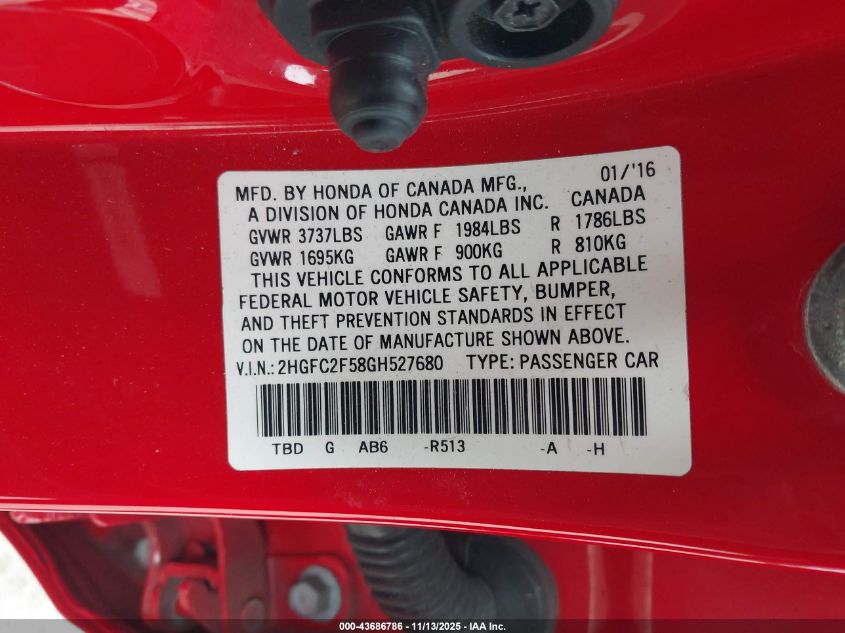 01/'16
MFD. BY HONDA OF CANADA MFG.,
A DIVISION OF HONDA CANADA INC. CANADA
GVWR 3737LBS GAWR F 1984LBS R 1786LBS
GVWR 1695KG GAWR F 900KG R 810KG
THIS VEHICLE CONFORMS TO ALL APPLICABLE
FEDERAL MOTOR VEHICLE SAFETY, BUMPER,
AND THEFT PREVENTION STANDARDS IN EFFECT
ON THE DATE OF MANUFACTURE SHOWN ABOVE.
V.I.N.: 2HGFC2F58GH527680 TYPE: PASSENGER CAR
TBD G AB6 -R513 -A -H
000-43686786 - 11/13/2025 - IAA Inc.